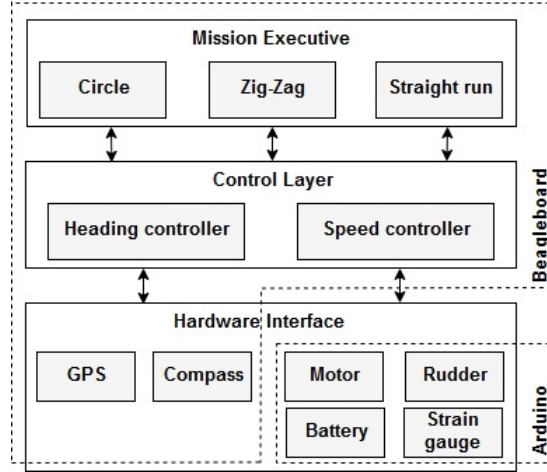 Mission Executive
Circle
Zig-Zag
Straight run
Control Layer
Heading controller
Speed controller
Beagleboard
Hardware Interface
GPS
Compass
Motor
Rudder
Battery
Strain
gauge
Arduino